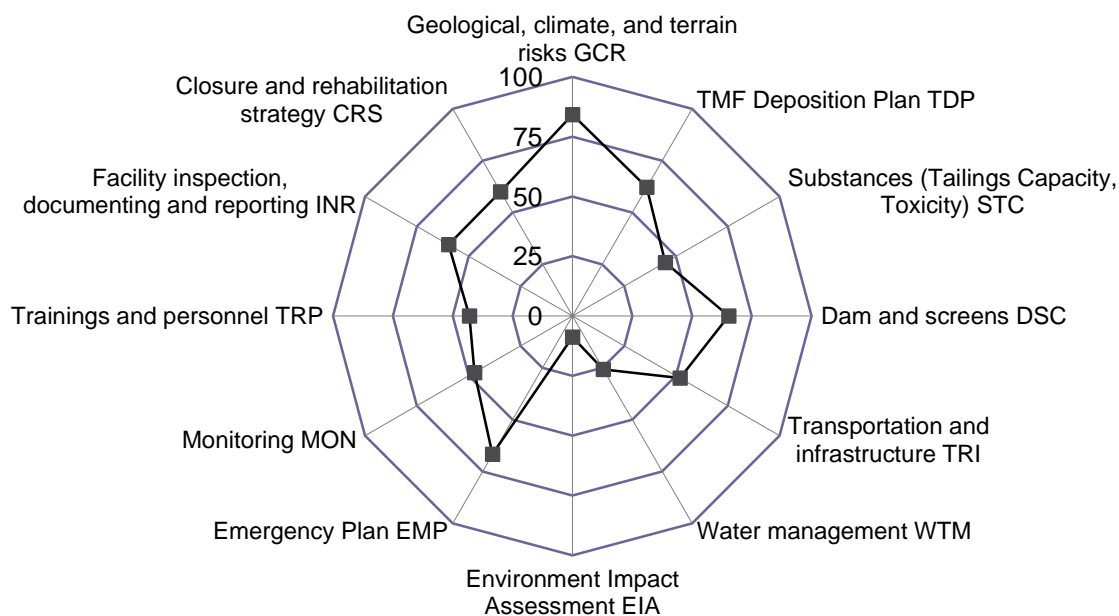 Geological, climate, and terrain
risks GCR
TMF Deposition Plan TDP
Substances (Tailings Capacity,
Toxicity) STC
Dam and screens DSC
Transportation and
infrastructure TRI
Water management WTM
Environment Impact
Assessment EIA
Emergency Plan EMP
Monitoring MON
Trainings and personnel TRP
Facility inspection,
documenting and reporting INR
Closure and rehabilitation
strategy CRS
100
75
50
25
0